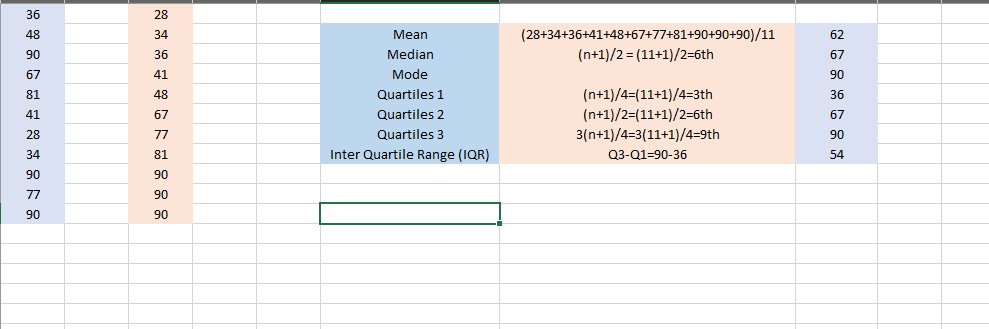 36 28
48 34 Mean (28+34+36+41+48+67+77+81+90+90+90)/11 62
90 36 Median (n+1)/2 = (11+1)/2=6th 67
67 41 Mode 90
81 48 Quartiles 1 (n+1)/4=(11+1)/4=3th 36
41 67 Quartiles 2 (n+1)/2=(11+1)/2=6th 67
28 77 Quartiles 3 3(n+1)/4=3(11+1)/4=9th 90
34 81 Inter Quartile Range (IQR) Q3-Q1=90-36 54
90 90
77 90
90 90